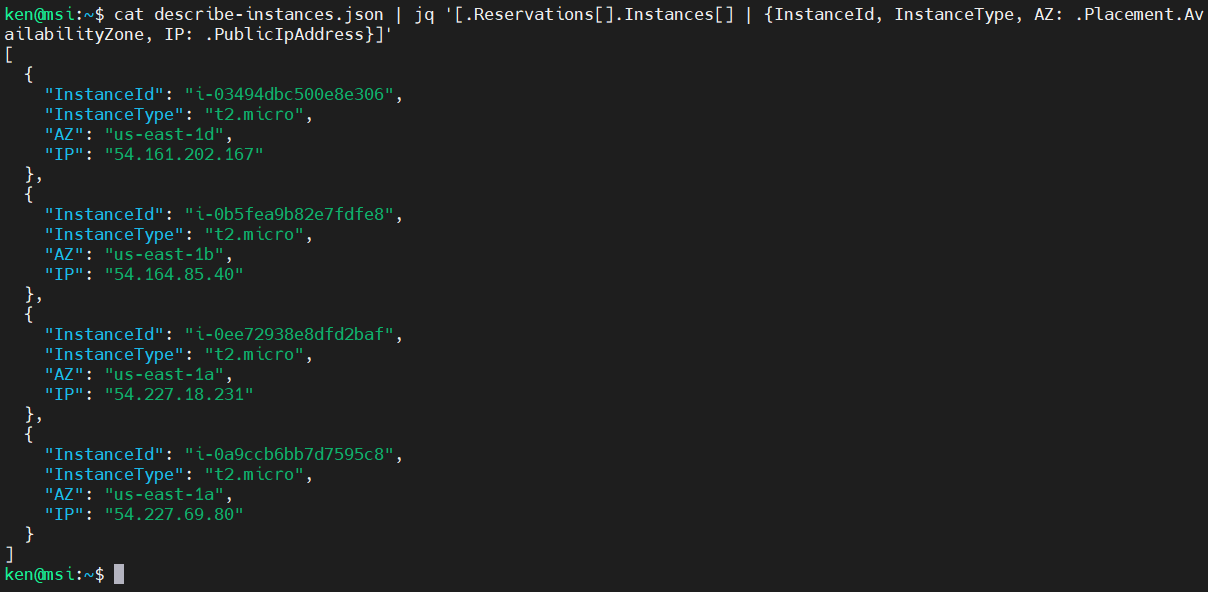 ken@msi:~$ cat describe-instances.json | jq '[.Reservations[].Instances[] | {InstanceId, InstanceType, AZ: .Placement.Av
ailabilityZone, IP: .PublicIpAddress}]'
[
  {
    "InstanceId": "i-03494dbc500e8e306",
    "InstanceType": "t2.micro",
    "AZ": "us-east-1d",
    "IP": "54.161.202.167"
  },
  {
    "InstanceId": "i-0b5fea9b82e7fdfe8",
    "InstanceType": "t2.micro",
    "AZ": "us-east-1b",
    "IP": "54.164.85.40"
  },
  {
    "InstanceId": "i-0ee72938e8dfd2baf",
    "InstanceType": "t2.micro",
    "AZ": "us-east-1a",
    "IP": "54.227.18.231"
  },
  {
    "InstanceId": "i-0a9ccb6bb7d7595c8",
    "InstanceType": "t2.micro",
    "AZ": "us-east-1a",
    "IP": "54.227.69.80"
  }
]
ken@msi:~$